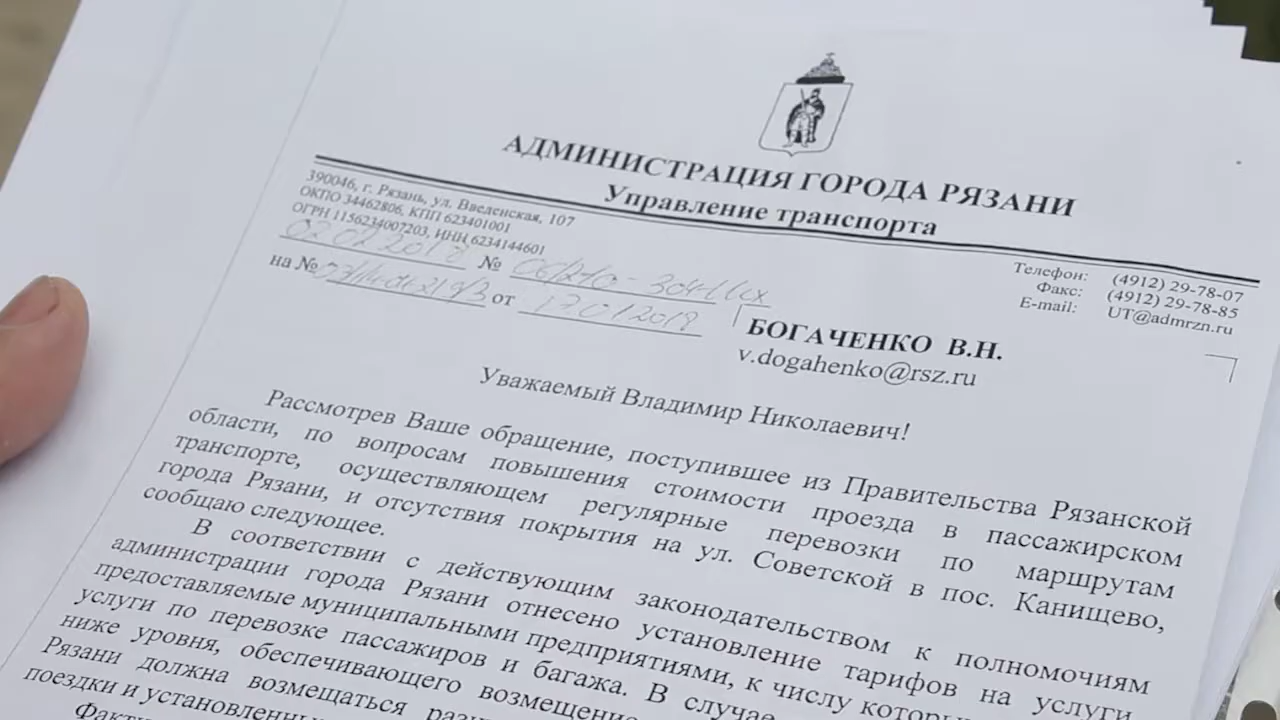 АДМИНИСТРАЦИЯ ГОРОДА РЯЗАНИ
Управление транспорта
390046, г. Рязань, ул. Введенская, 107
ОКПО 34462806, КПП 623401001
ОГРН 1156234007203, ИНН 6234144601
№
на № от 17 01 2018
Телефон: (4912) 29-78-07
Факс: (4912) 29-78-85
E-mail: UT@admrzn.ru
БОГАЧЕНКО В.Н.
v.dogahenko@rsz.ru
Уважаемый Владимир Николаевич!
Рассмотрев Ваше обращение, поступившее из Правительства Рязанской
области, по вопросам повышения стоимости проезда в пассажирском
транспорте, осуществляющем регулярные перевозки по маршрутам
города Рязани, и отсутствия покрытия на ул. Советской в пос. Канищево,
сообщаю следующее.
В соответствии с действующим законодательством к полномочиям
администрации города Рязани отнесено установление тарифов на услуги
предоставляемые муниципальными предприятиями, к числу
услуги по перевозке пассажиров и багажа. В случае
ниже уровня, обеспечивающего возмещение
Рязани должна возмещаться
поездки и